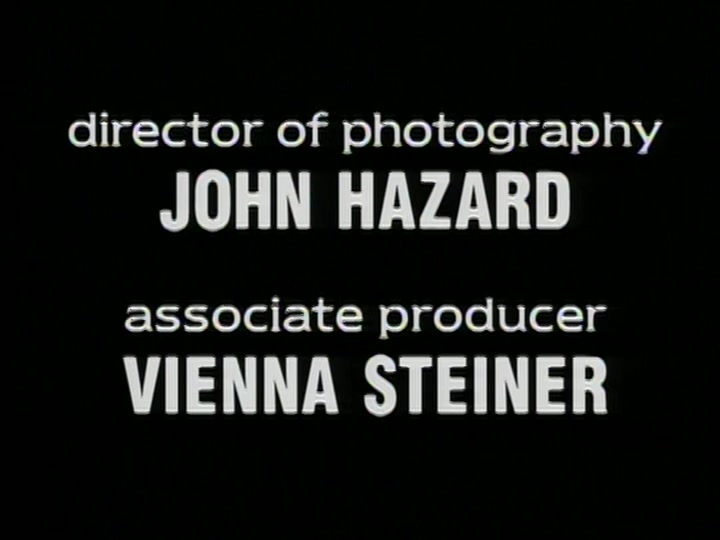 director of photography
JOHN HAZARD
associate producer
VIENNA STEINER